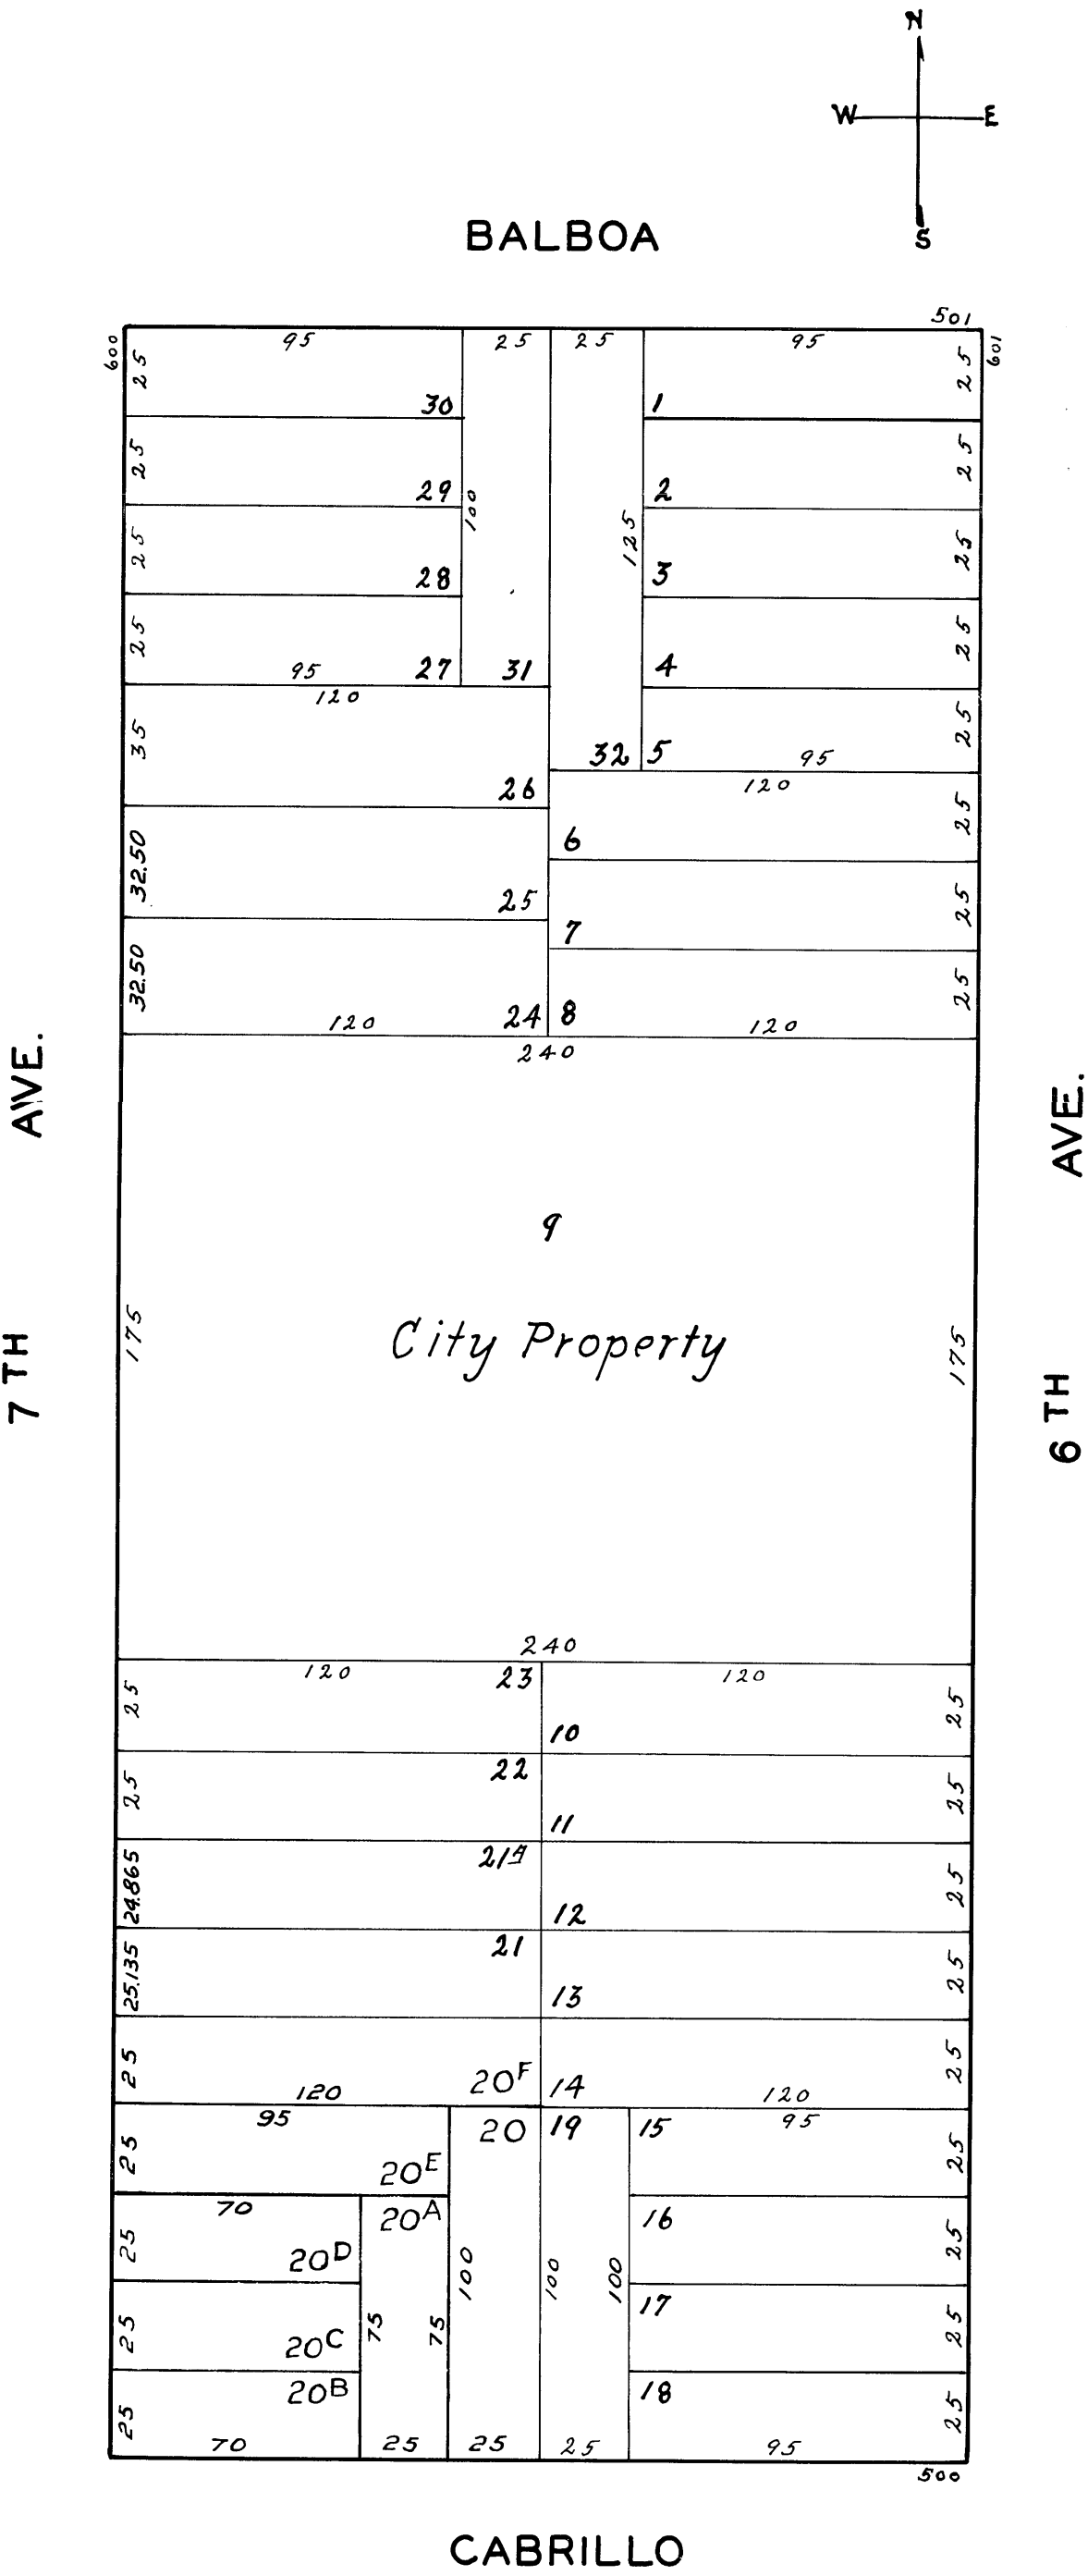 N
W E
S
BALBOA
501
600 95 25 25 95 601
25 30 1 25
25 29 2 25
100 125
25 28 3 25
25 95 27 31 4 25
120
35 32 5 95 25
26 120
6 25
32.50 25 7 25
32.50 120 24 8 120 25
240
7TH AVE.
6TH AVE.
9
City Property
175 175
240
120 23 120
25 10 25
22
25 11 25
21A
24.865 12 25
21
25.135 13 25
25 120 20F 14 120 25
95 20 19 15 95
25 20E 25
70 20A 16
25 20D 100 100 100 25
17
25 20C 75 75 25
20B 18
25 70 25 25 25 95 25
500
CABRILLO